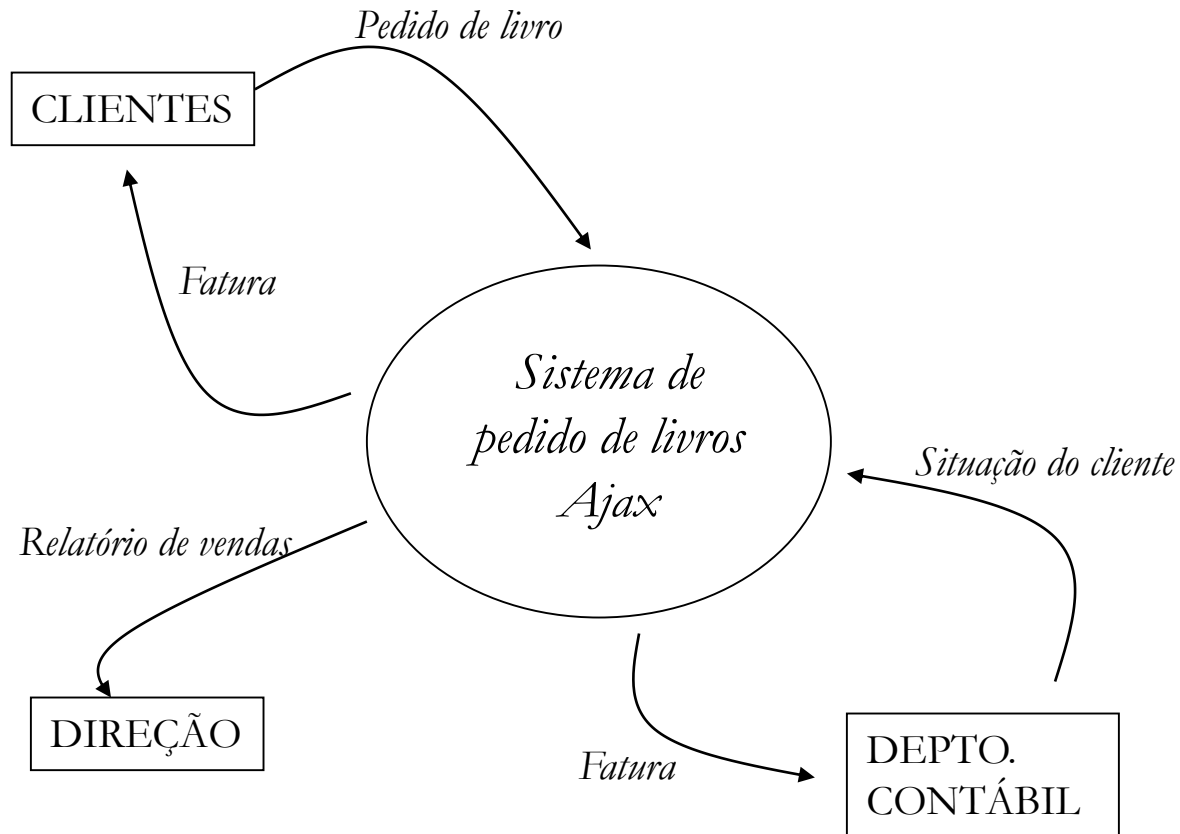 Pedido de livro
CLIENTES
Fatura
Sistema de
pedido de livros
Ajax
Situação do cliente
Relatório de vendas
DIREÇÃO
Fatura
DEPTO.
CONTÁBIL